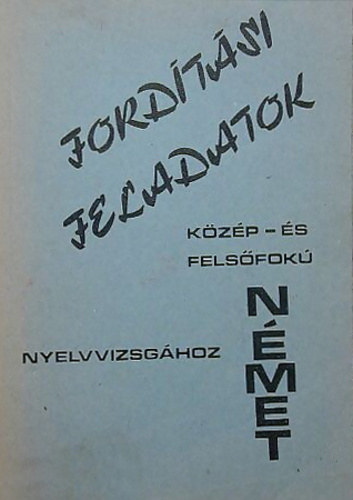 FORDÍTÁSI
FELADATOK
KÖZÉP-ÉS
FELSŐFOKÚ
NÉMET
NYELVVIZSGÁHOZ